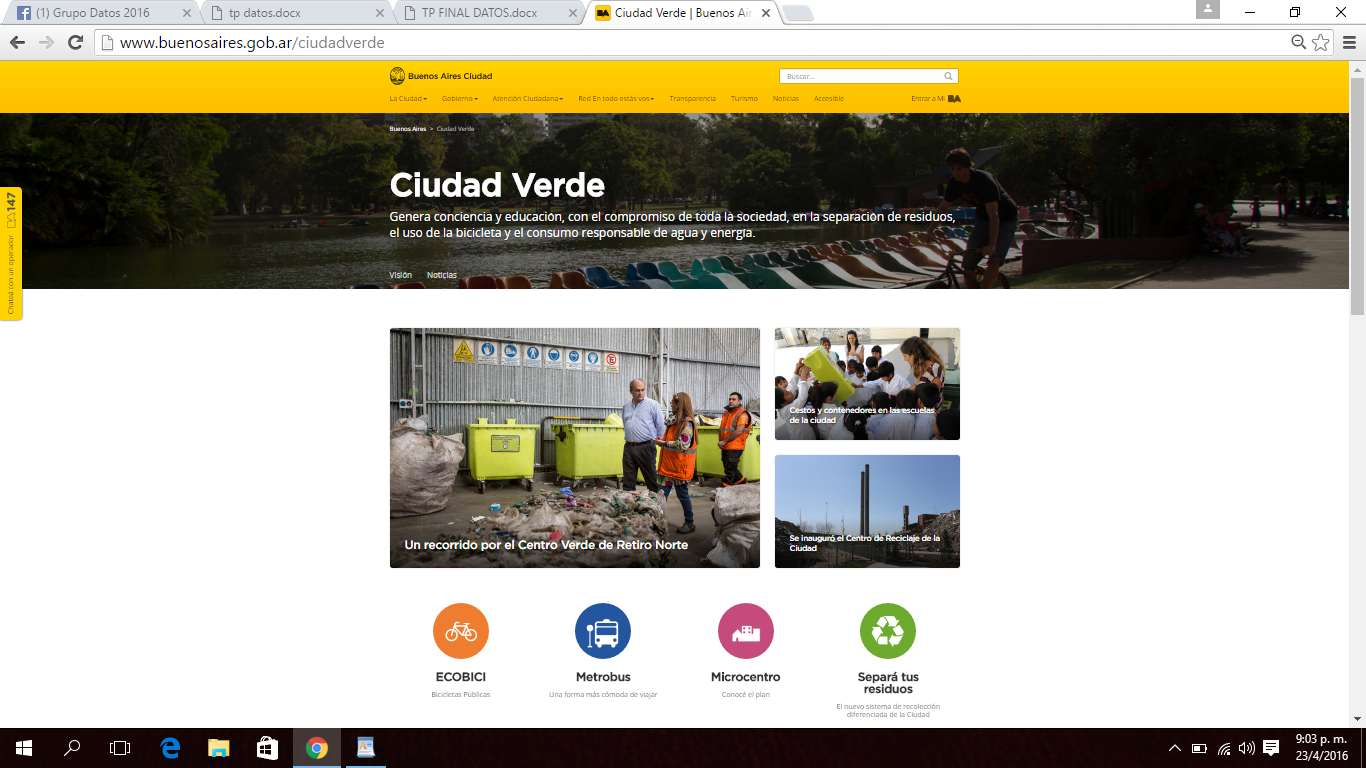 (1) Grupo Datos 2016
tp datos.docx
TP FINAL DATOS.docx
Ciudad Verde | Buenos Air
www.buenosaires.gob.ar/ciudadverde
Buenos Aires Ciudad
Buscar...
La Ciudad
Gobierno
Atención Ciudadana
Red En todo estás vos
Transparencia
Turismo
Noticias
Accesible
Entrar a Mi BA
Buenos Aires > Ciudad Verde
Ciudad Verde
Genera conciencia y educación, con el compromiso de toda la sociedad, en la separación de residuos,
el uso de la bicicleta y el consumo responsable de agua y energía.
Visión
Noticias
Chateá con un operador
147
Un recorrido por el Centro Verde de Retiro Norte
Cestos y contenedores en las escuelas
de la ciudad
Se inauguró el Centro de Reciclaje de la
Ciudad
ECOBICI
Bicicletas Públicas
Metrobus
Una forma más cómoda de viajar
Microcentro
Conocé el plan
Separá tus
residuos
El nuevo sistema de recolección
diferenciada de la Ciudad
9:03 p. m.
23/4/2016